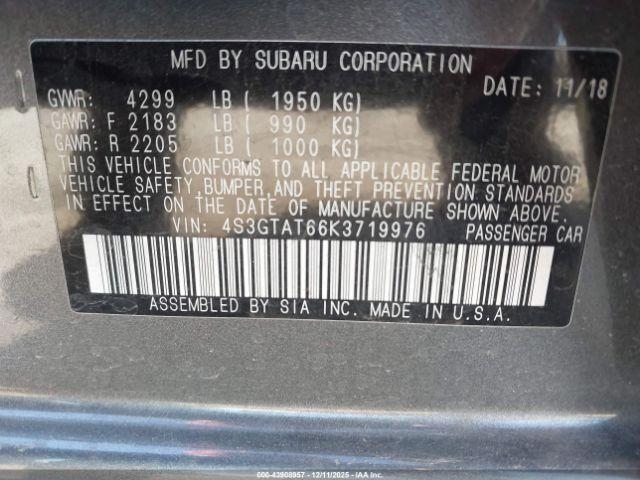 MFD BY SUBARU CORPORATION
DATE: 11/18
GVWR: 4299 LB ( 1950 KG)
GAWR: F 2183 LB ( 990 KG)
GAWR: R 2205 LB ( 1000 KG)
THIS VEHICLE CONFORMS TO ALL APPLICABLE FEDERAL MOTOR
VEHICLE SAFETY, BUMPER, AND THEFT PREVENTION STANDARDS
IN EFFECT ON THE DATE OF MANUFACTURE SHOWN ABOVE.
VIN: 4S3GTAT66K3719976 PASSENGER CAR
ASSEMBLED BY SIA INC. MADE IN U.S.A.
000-43908957 - 12/11/2025 - IAAI.COM